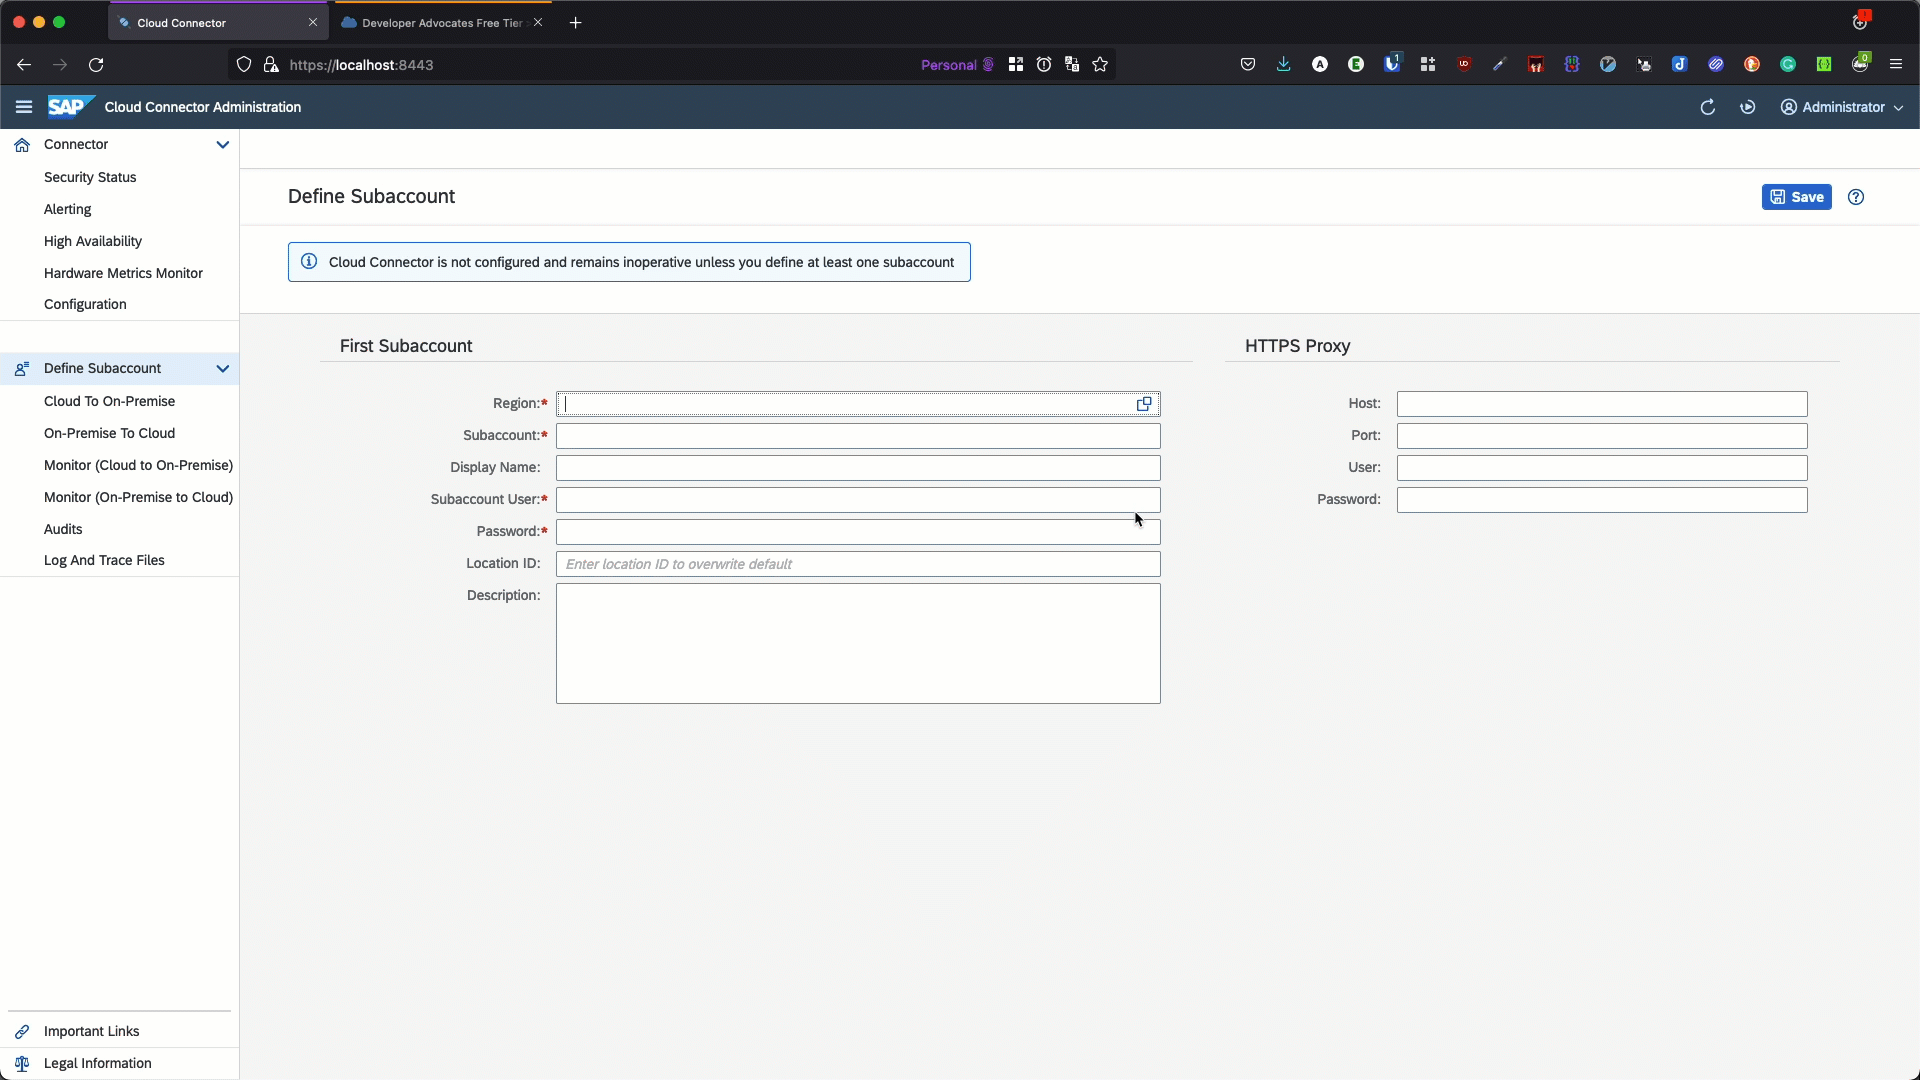 Cloud Connector
Developer Advocates Free Tier
https://localhost:8443
Personal
SAP Cloud Connector Administration
Administrator
Connector
Security Status
Alerting
High Availability
Hardware Metrics Monitor
Configuration
Define Subaccount
Cloud To On-Premise
On-Premise To Cloud
Monitor (Cloud to On-Premise)
Monitor (On-Premise to Cloud)
Audits
Log And Trace Files
Important Links
Legal Information
Define Subaccount
Save
Cloud Connector is not configured and remains inoperative unless you define at least one subaccount
First Subaccount
Region:*
Subaccount:*
Display Name:
Subaccount User:*
Password:*
Location ID: Enter location ID to overwrite default
Description:
HTTPS Proxy
Host:
Port:
User:
Password: